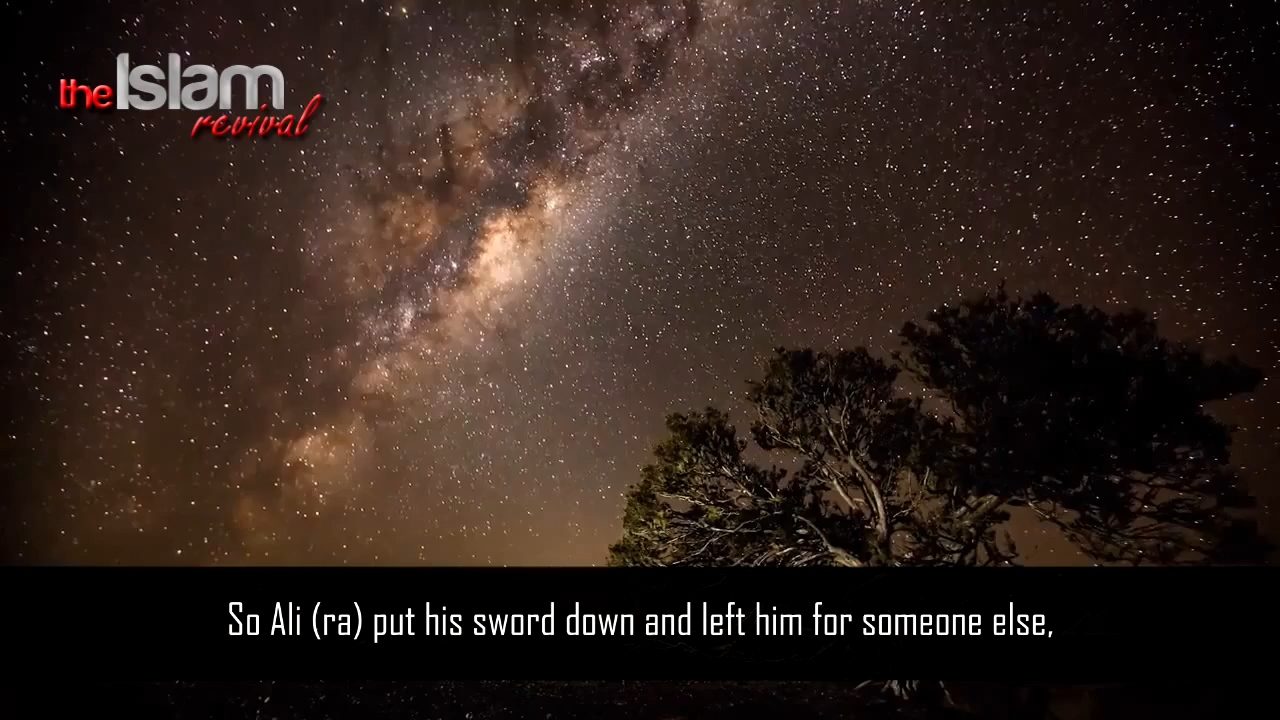 the Islam
revival
So Ali (ra) put his sword down and left him for someone else,